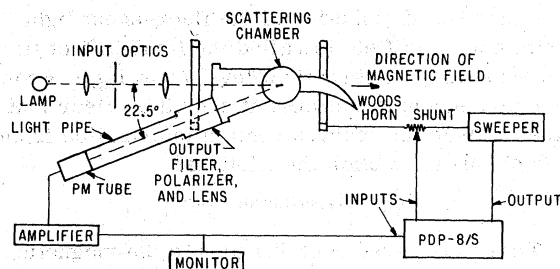 SCATTERING
CHAMBER
INPUT OPTICS
DIRECTION OF
MAGNETIC FIELD
LAMP
22.5°
WOODS
HORN
SHUNT
LIGHT PIPE
SWEEPER
OUTPUT
FILTER,
POLARIZER,
AND
LENS
PM TUBE
INPUTS
OUTPUT
AMPLIFIER
PDP-8/S
MONITOR